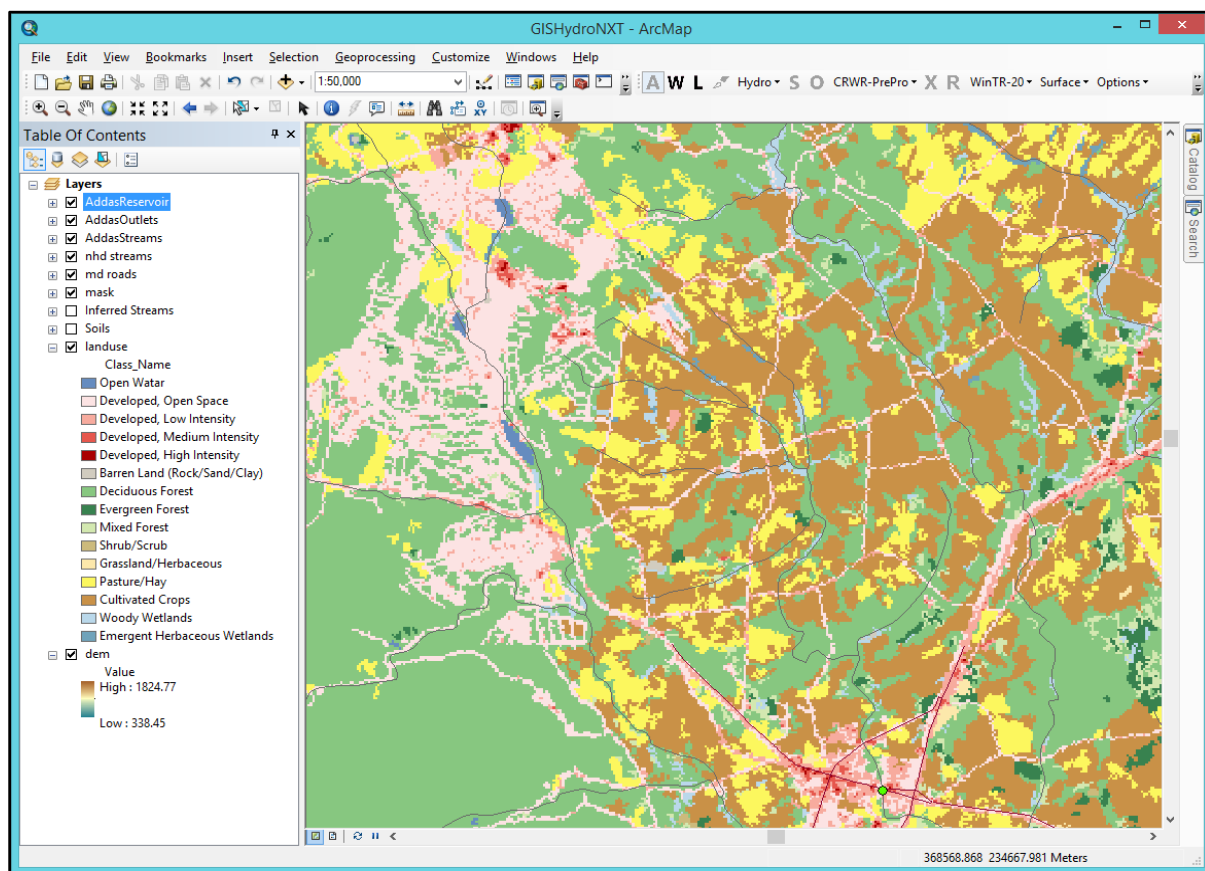 GISHydroNXT - ArcMap
File Edit View Bookmarks Insert Selection Geoprocessing Customize Windows Help
1:50,000 A W L Hydro S O CRWR-PrePro X R WinTR-20 Surface Options
XY
Table Of Contents
Layers
AddasReservoir
AddasOutlets
AddasStreams
nhd streams
md roads
mask
Inferred Streams
Soils
landuse
Class_Name
Open Watar
Developed, Open Space
Developed, Low Intensity
Developed, Medium Intensity
Developed, High Intensity
Barren Land (Rock/Sand/Clay)
Deciduous Forest
Evergreen Forest
Mixed Forest
Shrub/Scrub
Grassland/Herbaceous
Pasture/Hay
Cultivated Crops
Woody Wetlands
Emergent Herbaceous Wetlands
dem
Value
High : 1824.77
Low : 338.45
Catalog
Search
368568.868 234667.981 Meters